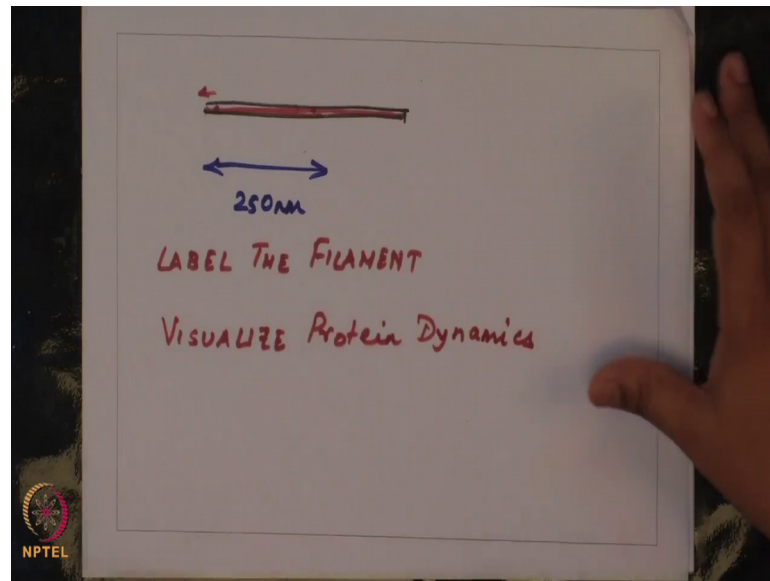 250nm
LABEL THE FILAMENT
VISUALIZE Protein Dynamics
NPTEL